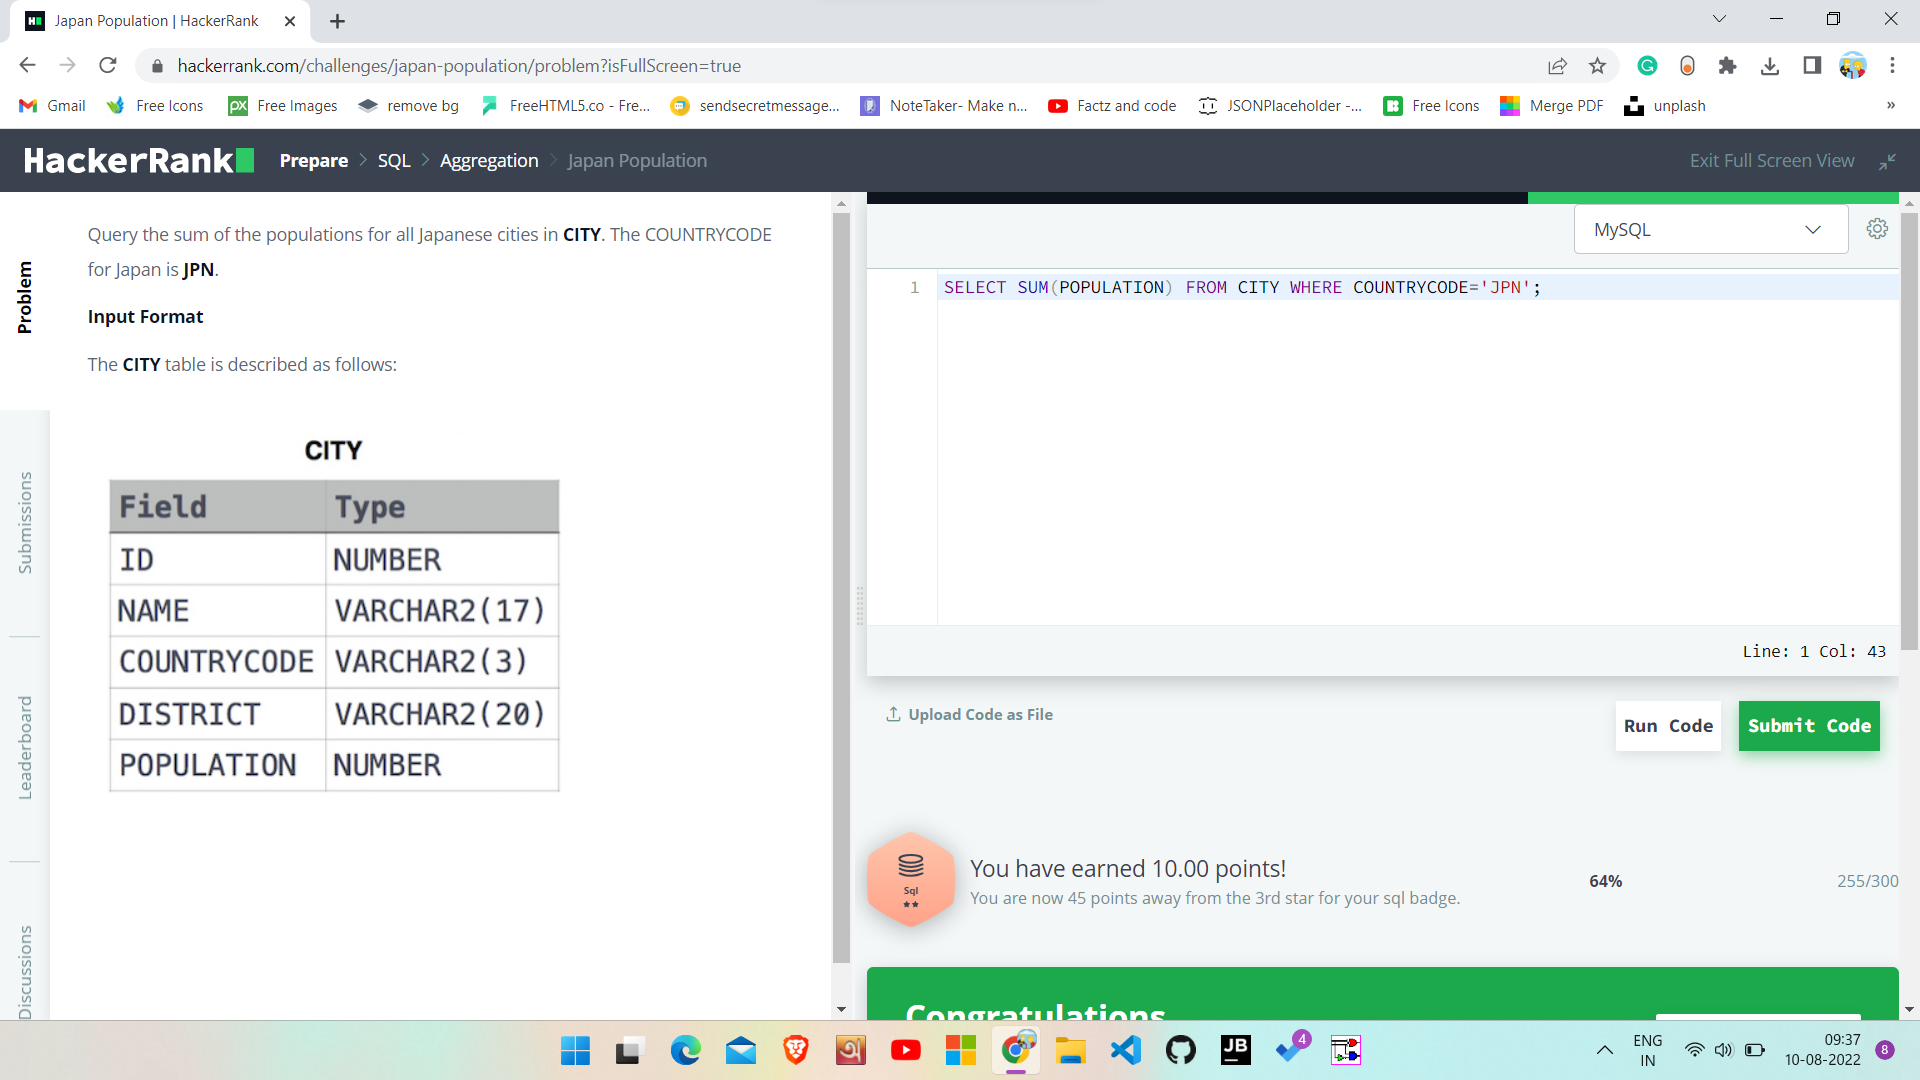 Japan Population | HackerRank
hackerrank.com/challenges/japan-population/problem?isFullScreen=true
Gmail Free Icons Free Images remove bg FreeHTML5.co - Fre... sendsecretmessage... NoteTaker- Make n... Factz and code JSONPlaceholder -... Free Icons Merge PDF unplash »
HackerRank Prepare SQL Aggregation Japan Population Exit Full Screen View
Problem
Submissions
Leaderboard
Discussions
Query the sum of the populations for all Japanese cities in CITY. The COUNTRYCODE
for Japan is JPN.
Input Format
The CITY table is described as follows:
CITY
Field Type
ID NUMBER
NAME VARCHAR2(17)
COUNTRYCODE VARCHAR2(3)
DISTRICT VARCHAR2(20)
POPULATION NUMBER
MySQL
1 SELECT SUM(POPULATION) FROM CITY WHERE COUNTRYCODE='JPN';
Line: 1 Col: 43
Upload Code as File
Run Code Submit Code
Sql
You have earned 10.00 points!
You are now 45 points away from the 3rd star for your sql badge.
64% 255/300
Congratulations
अ
JB
4
ENG
IN
09:37
10-08-2022
8